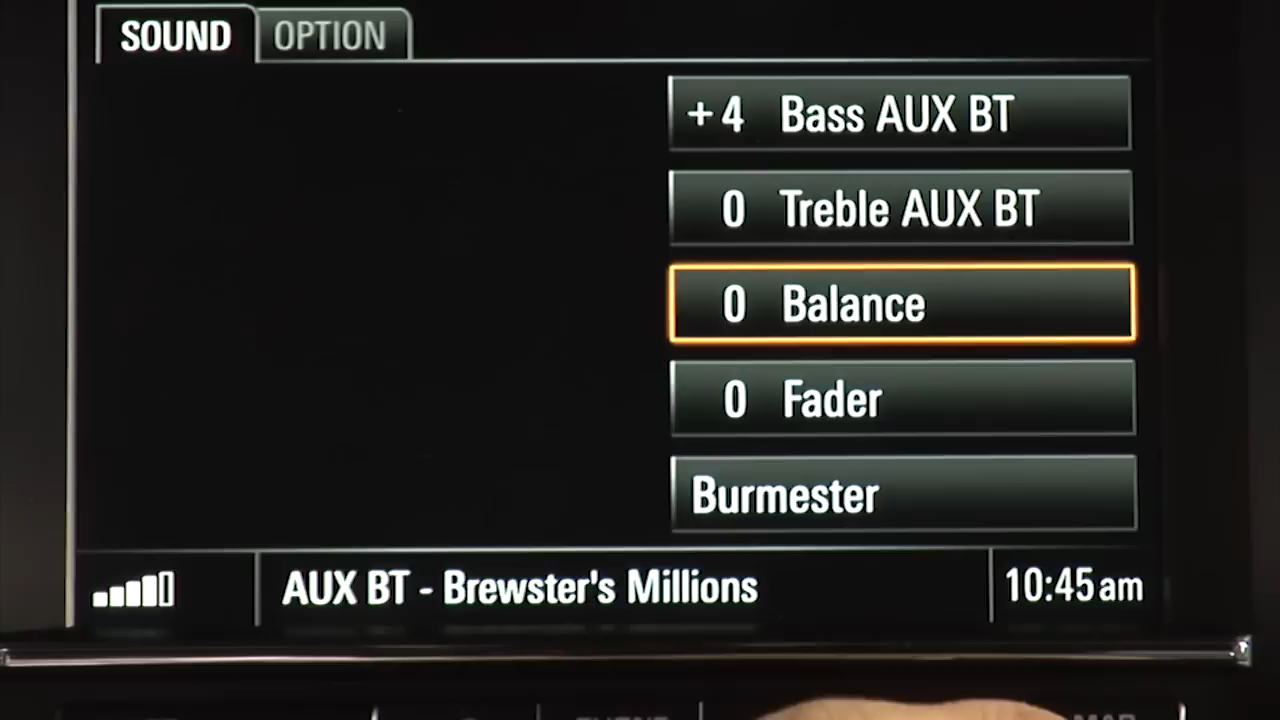 SOUND OPTION
+ 4 Bass AUX BT
0 Treble AUX BT
0 Balance
0 Fader
Burmester
AUX BT - Brewster's Millions 10:45am